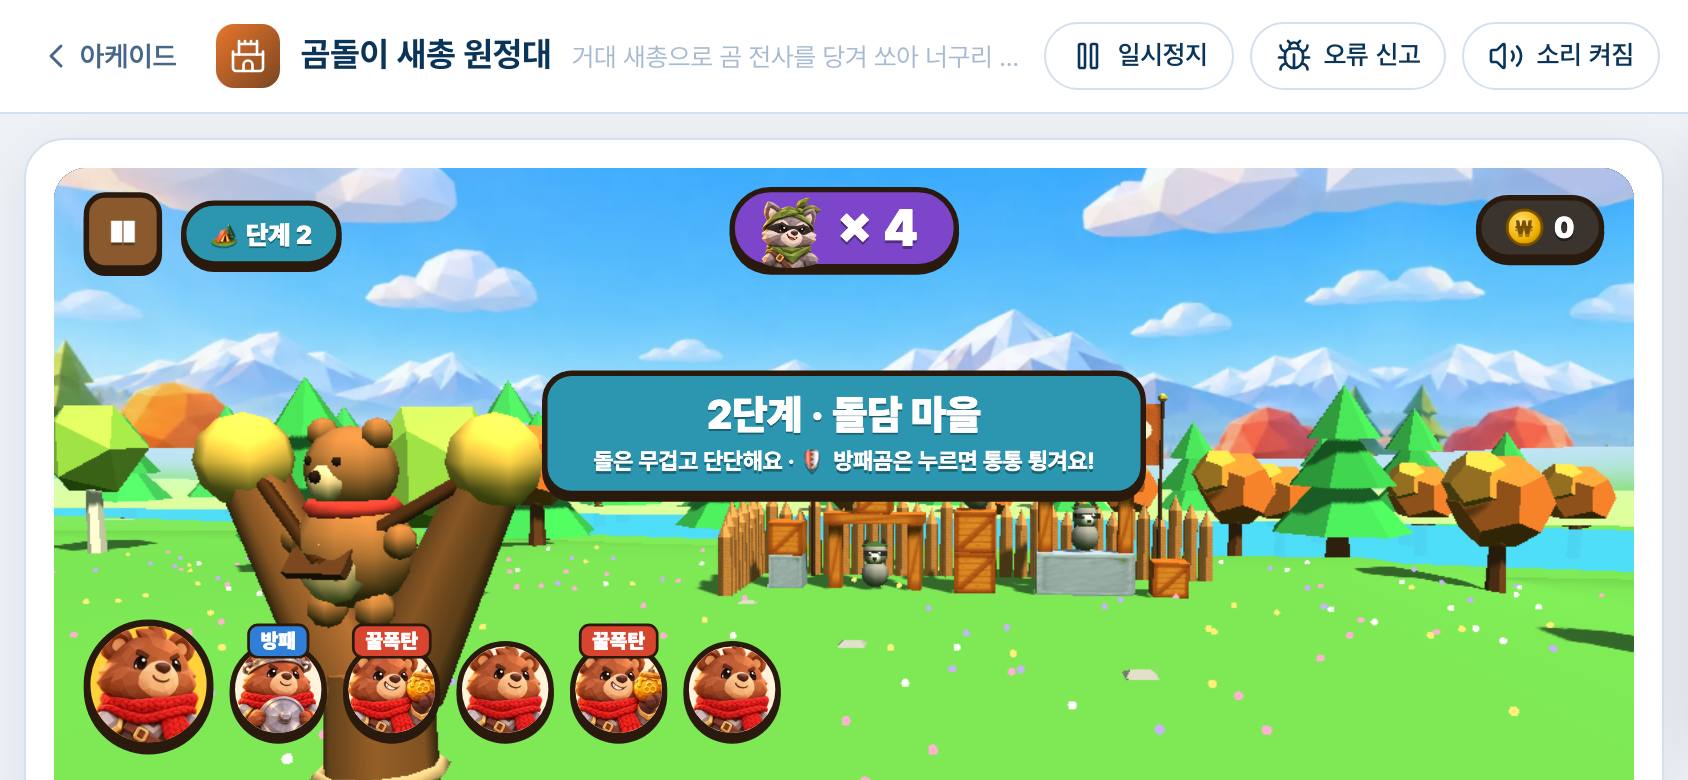 아케이드
곰돌이 새총 원정대
거대 새총으로 곰 전사를 당겨 쏘아 너구리 ...
일시정지
오류 신고
소리 켜짐
단계 2
× 4
₩ 0
2단계 · 돌담 마을
돌은 무겁고 단단해요 · 방패곰은 누르면 통통 튕겨요!
방패
꿀폭탄
꿀폭탄